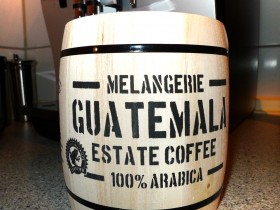 MELANGERIE
GUATEMALA
ESTATE COFFEE
100% ARABICA